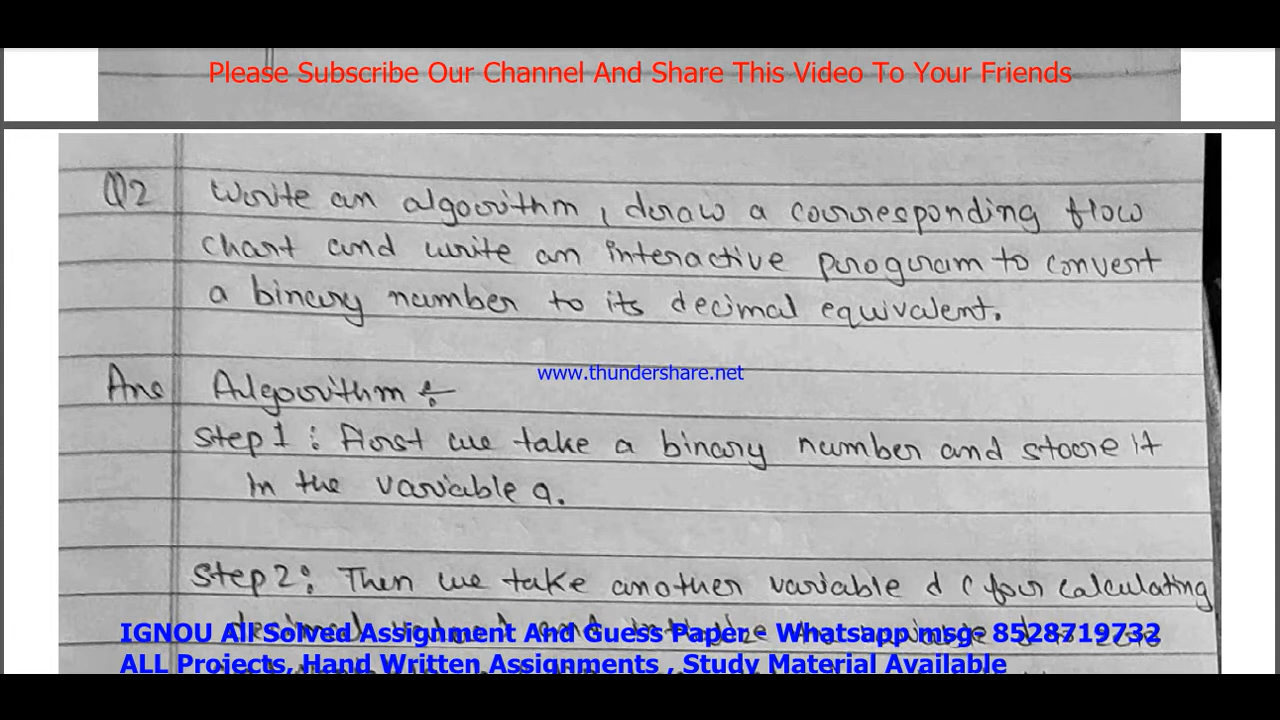 Please Subscribe Our Channel And Share This Video To Your Friends
Q2 Write an algorithm, draw a corresponding flow
chart and write an interactive program to convert
a binary number to its decimal equivalent.
www.thundershare.net
Ans Algorithm :-
Step 1 : First we take a binary number and store it
in the variable a.
Step 2: Then we take another variable d (for calculating
IGNOU All Solved Assignment And Guess Paper - Whatsapp msg- 8528719732
ALL Projects, Hand Written Assignments , Study Material Available